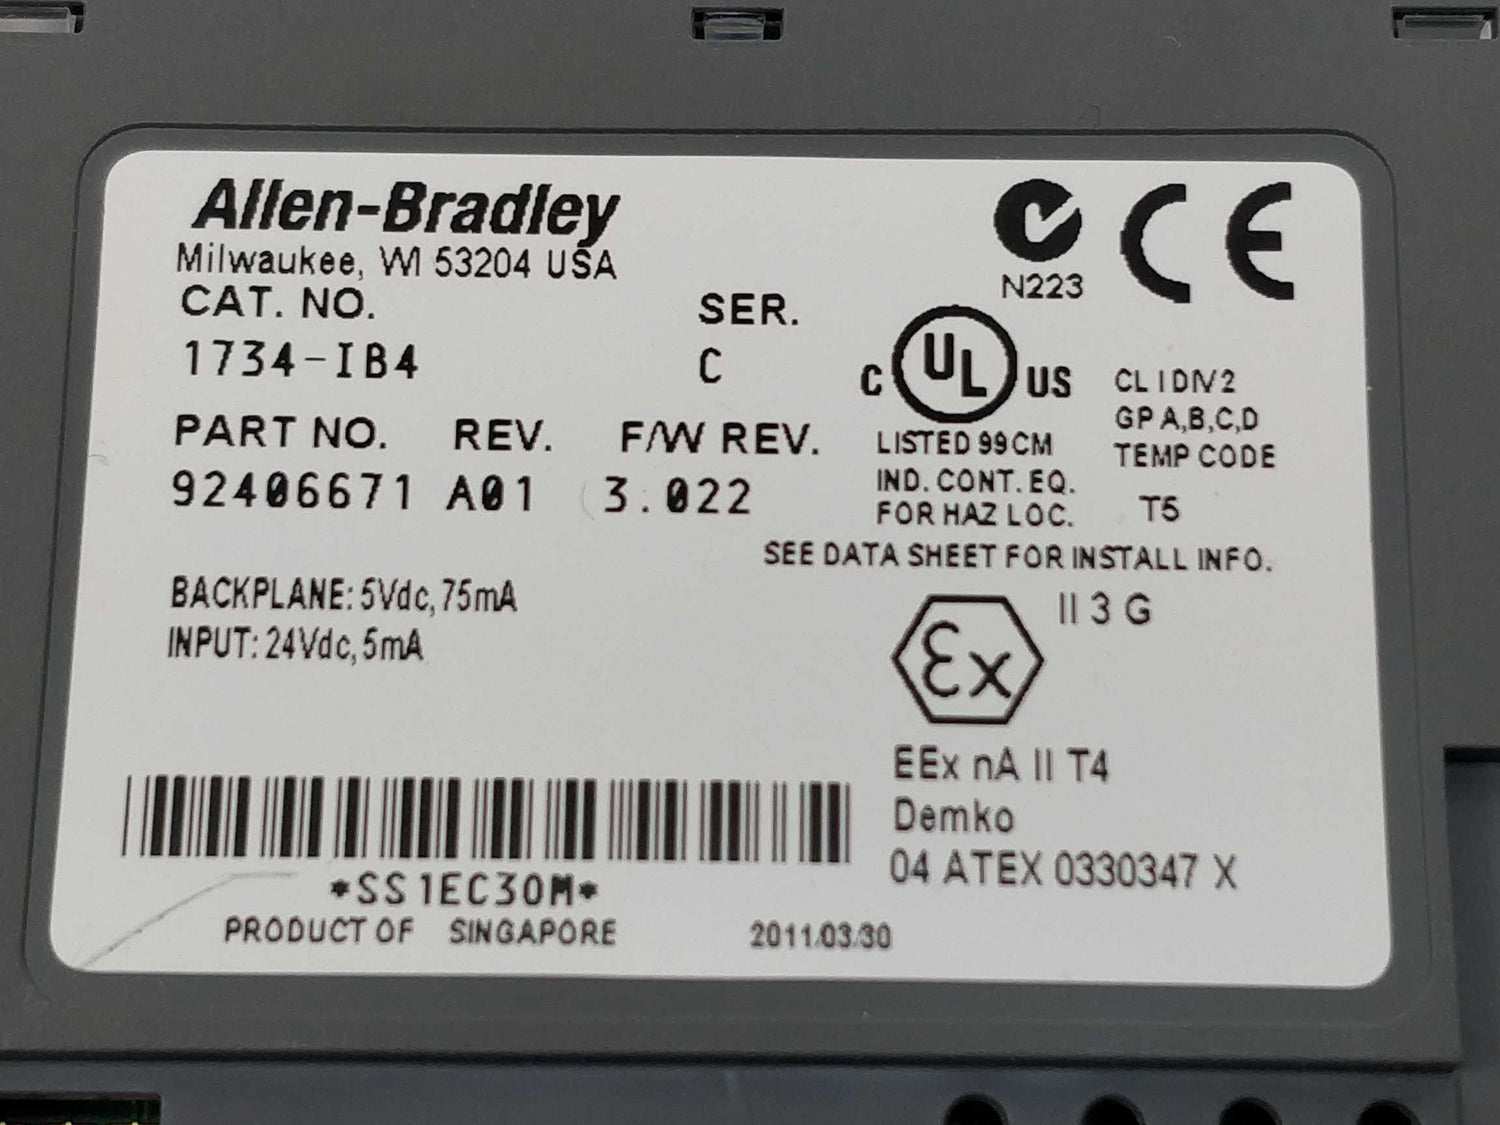 Allen-Bradley
Milwaukee, WI 53204 USA
CAT. NO. SER.
1734-IB4 C
PART NO. REV. F/W REV.
92406671 A01 3.022
BACKPLANE: 5Vdc, 75mA
INPUT: 24Vdc, 5mA
*SS1EC30M*
PRODUCT OF SINGAPORE 2011/03/30
N223
CE
C UL US
LISTED 99CM
IND. CONT. EQ.
FOR HAZ LOC.
CL I DIV 2
GP A,B,C,D
TEMP CODE
T5
SEE DATA SHEET FOR INSTALL INFO.
Ex II 3 G
EEx nA II T4
Demko
04 ATEX 0330347 X